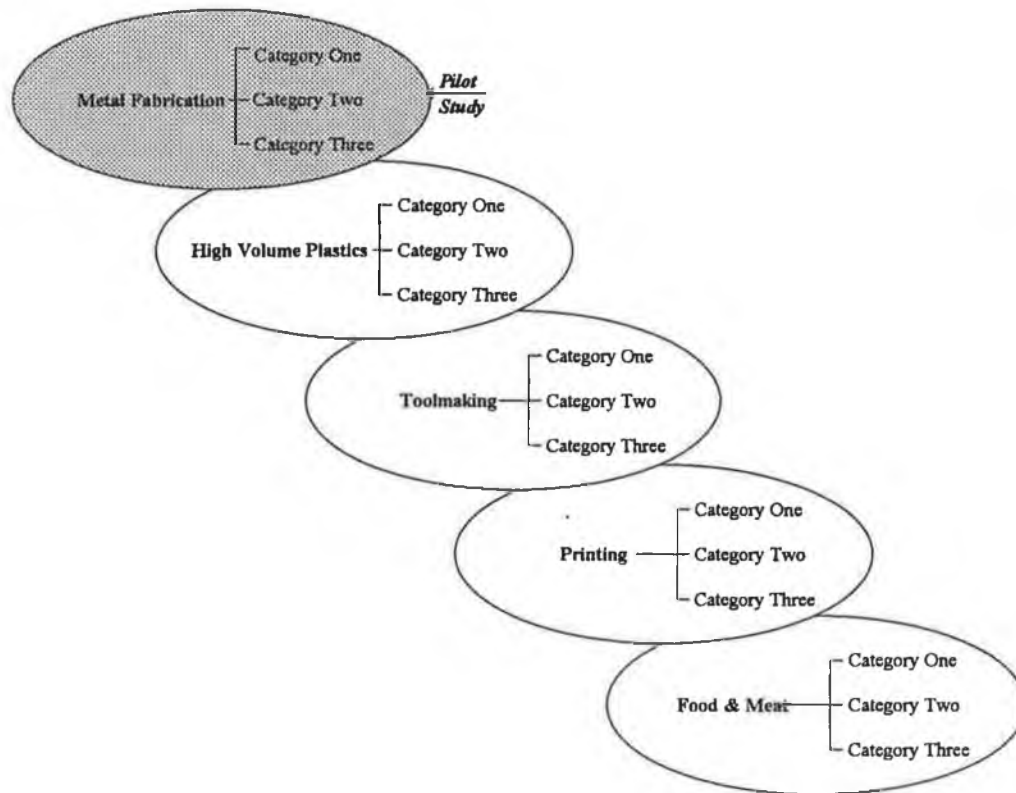 Category One
Metal Fabrication
Category Two
Category Three
Pilot
Study
Category One
High Volume Plastics
Category Two
Category Three
Category One
Toolmaking
Category Two
Category Three
Category One
Printing
Category Two
Category Three
Category One
Food & Meat
Category Two
Category Three